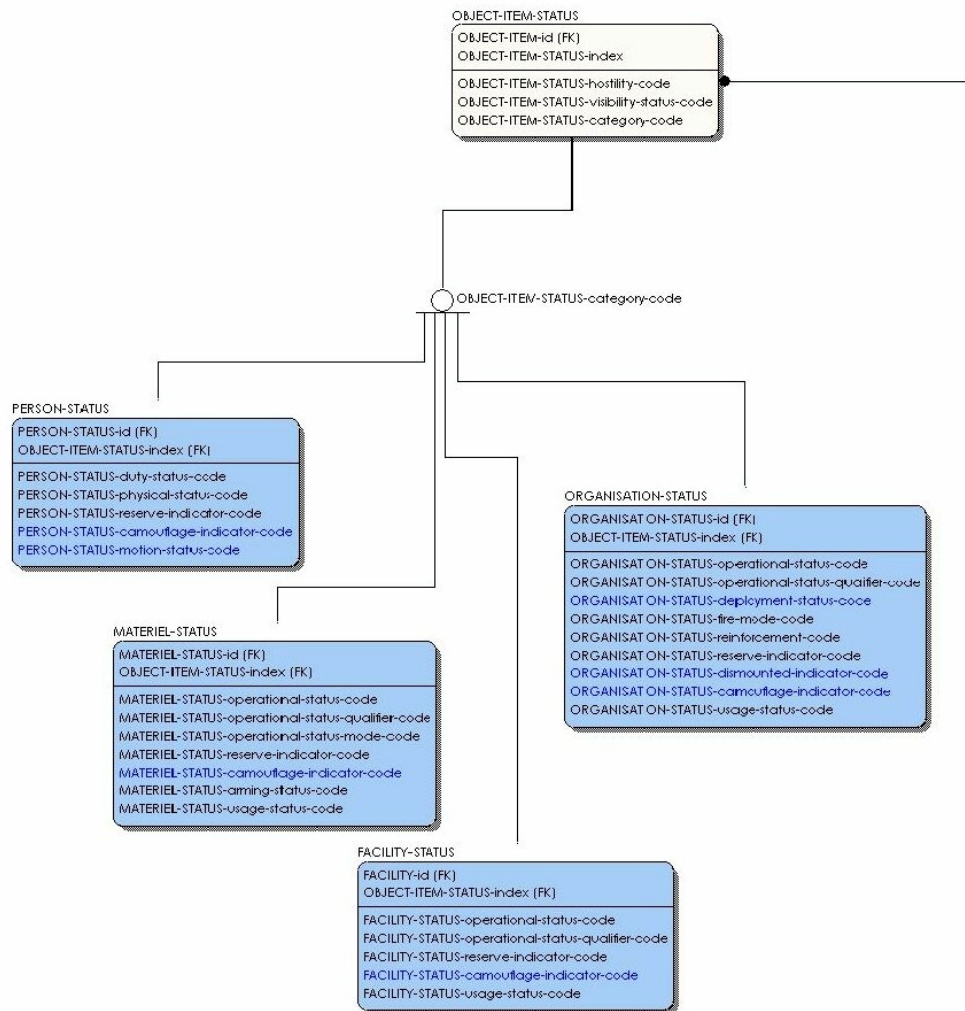 OBJECT-ITEM-STATUS
OBJECT-ITEM-id (FK)
OBJECT-ITEM-STATUS-index
OBJECT-ITEM-STATUS-hostility-code
OBJECT-ITEM-STATUS-visibility-status-code
OBJECT-ITEM-STATUS-category-code
OBJECT-ITEM-STATUS-category-code
PERSON-STATUS
PERSON-STATUS-id (FK)
OBJECT-ITEM-STATUS-index (FK)
PERSON-STATUS-duty-status-code
PERSON-STATUS-physical-status-code
PERSON-STATUS-reserve-indicator-code
PERSON-STATUS-camouflage-indicator-code
PERSON-STATUS-motion-status-code
ORGANISATION-STATUS
ORGANISATION-STATUS-id (FK)
OBJECT-ITEM-STATUS-index (FK)
ORGANISATION-STATUS-operational-status-code
ORGANISATION-STATUS-operational-status-qualifier-code
ORGANISATION-STATUS-deployment-status-code
ORGANISATION-STATUS-fire-mode-code
ORGANISATION-STATUS-reinforcement-code
ORGANISATION-STATUS-reserve-indicator-code
ORGANISATION-STATUS-dismounted-indicator-code
ORGANISATION-STATUS-camouflage-indicator-code
ORGANISATION-STATUS-usage-status-code
MATERIEL-STATUS
MATERIEL-STATUS-id (FK)
OBJECT-ITEM-STATUS-index (FK)
MATERIEL-STATUS-operational-status-code
MATERIEL-STATUS-operational-status-qualifier-code
MATERIEL-STATUS-operational-status-mode-code
MATERIEL-STATUS-reserve-indicator-code
MATERIEL-STATUS-camouflage-indicator-code
MATERIEL-STATUS-arming-status-code
MATERIEL-STATUS-usage-status-code
FACILITY-STATUS
FACILITY-id (FK)
OBJECT-ITEM-STATUS-index (FK)
FACILITY-STATUS-operational-status-code
FACILITY-STATUS-operational-status-qualifier-code
FACILITY-STATUS-reserve-indicator-code
FACILITY-STATUS-camouflage-indicator-code
FACILITY-STATUS-usage-status-code